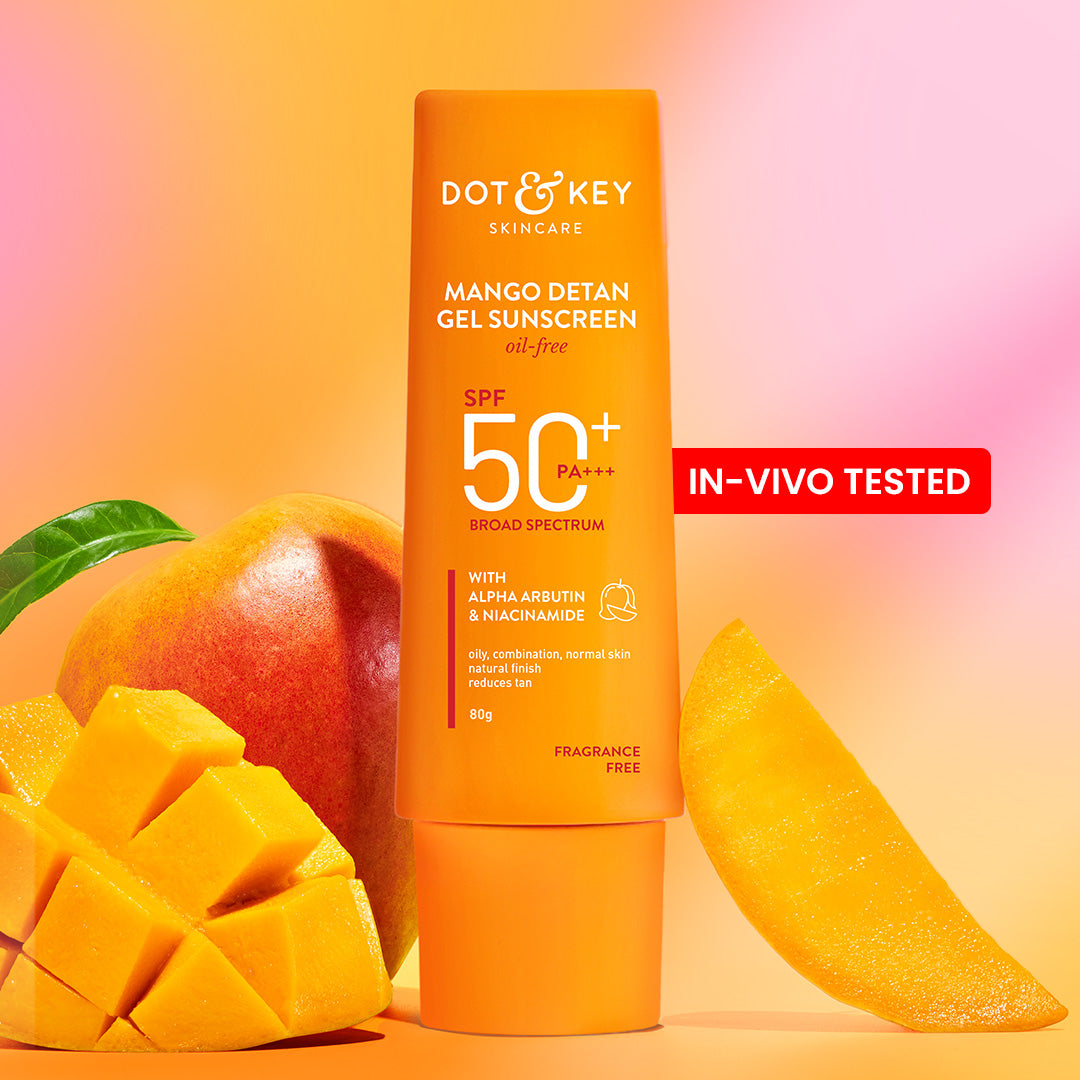 DOT & KEY
SKINCARE
MANGO DETAN
GEL SUNSCREEN
oil-free
SPF
50+
PA+++
BROAD SPECTRUM
WITH
ALPHA ARBUTIN
& NIACINAMIDE
oily, combination, normal skin
natural finish
reduces tan
80g
FRAGRANCE
FREE
IN-VIVO TESTED